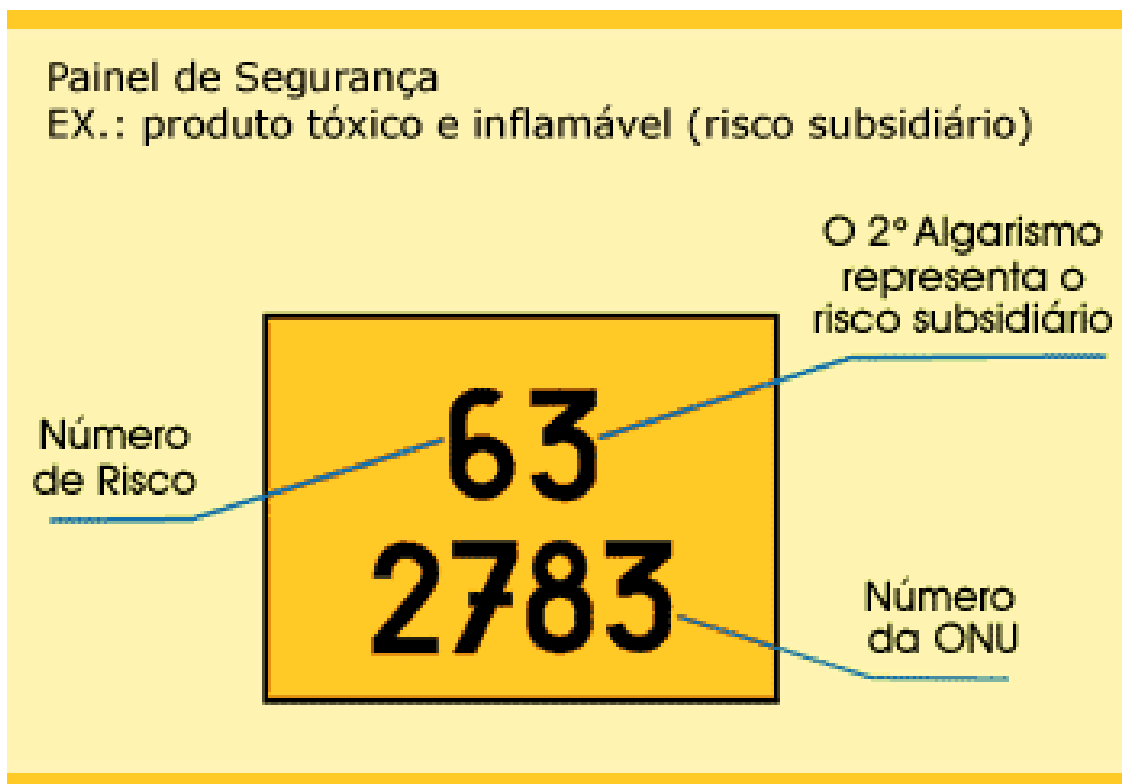 Painel de Segurança
EX.: produto tóxico e inflamável (risco subsidiário)
O 2º Algarismo
representa o
risco subsidiário
Número
de Risco
63
2783
Número
da ONU